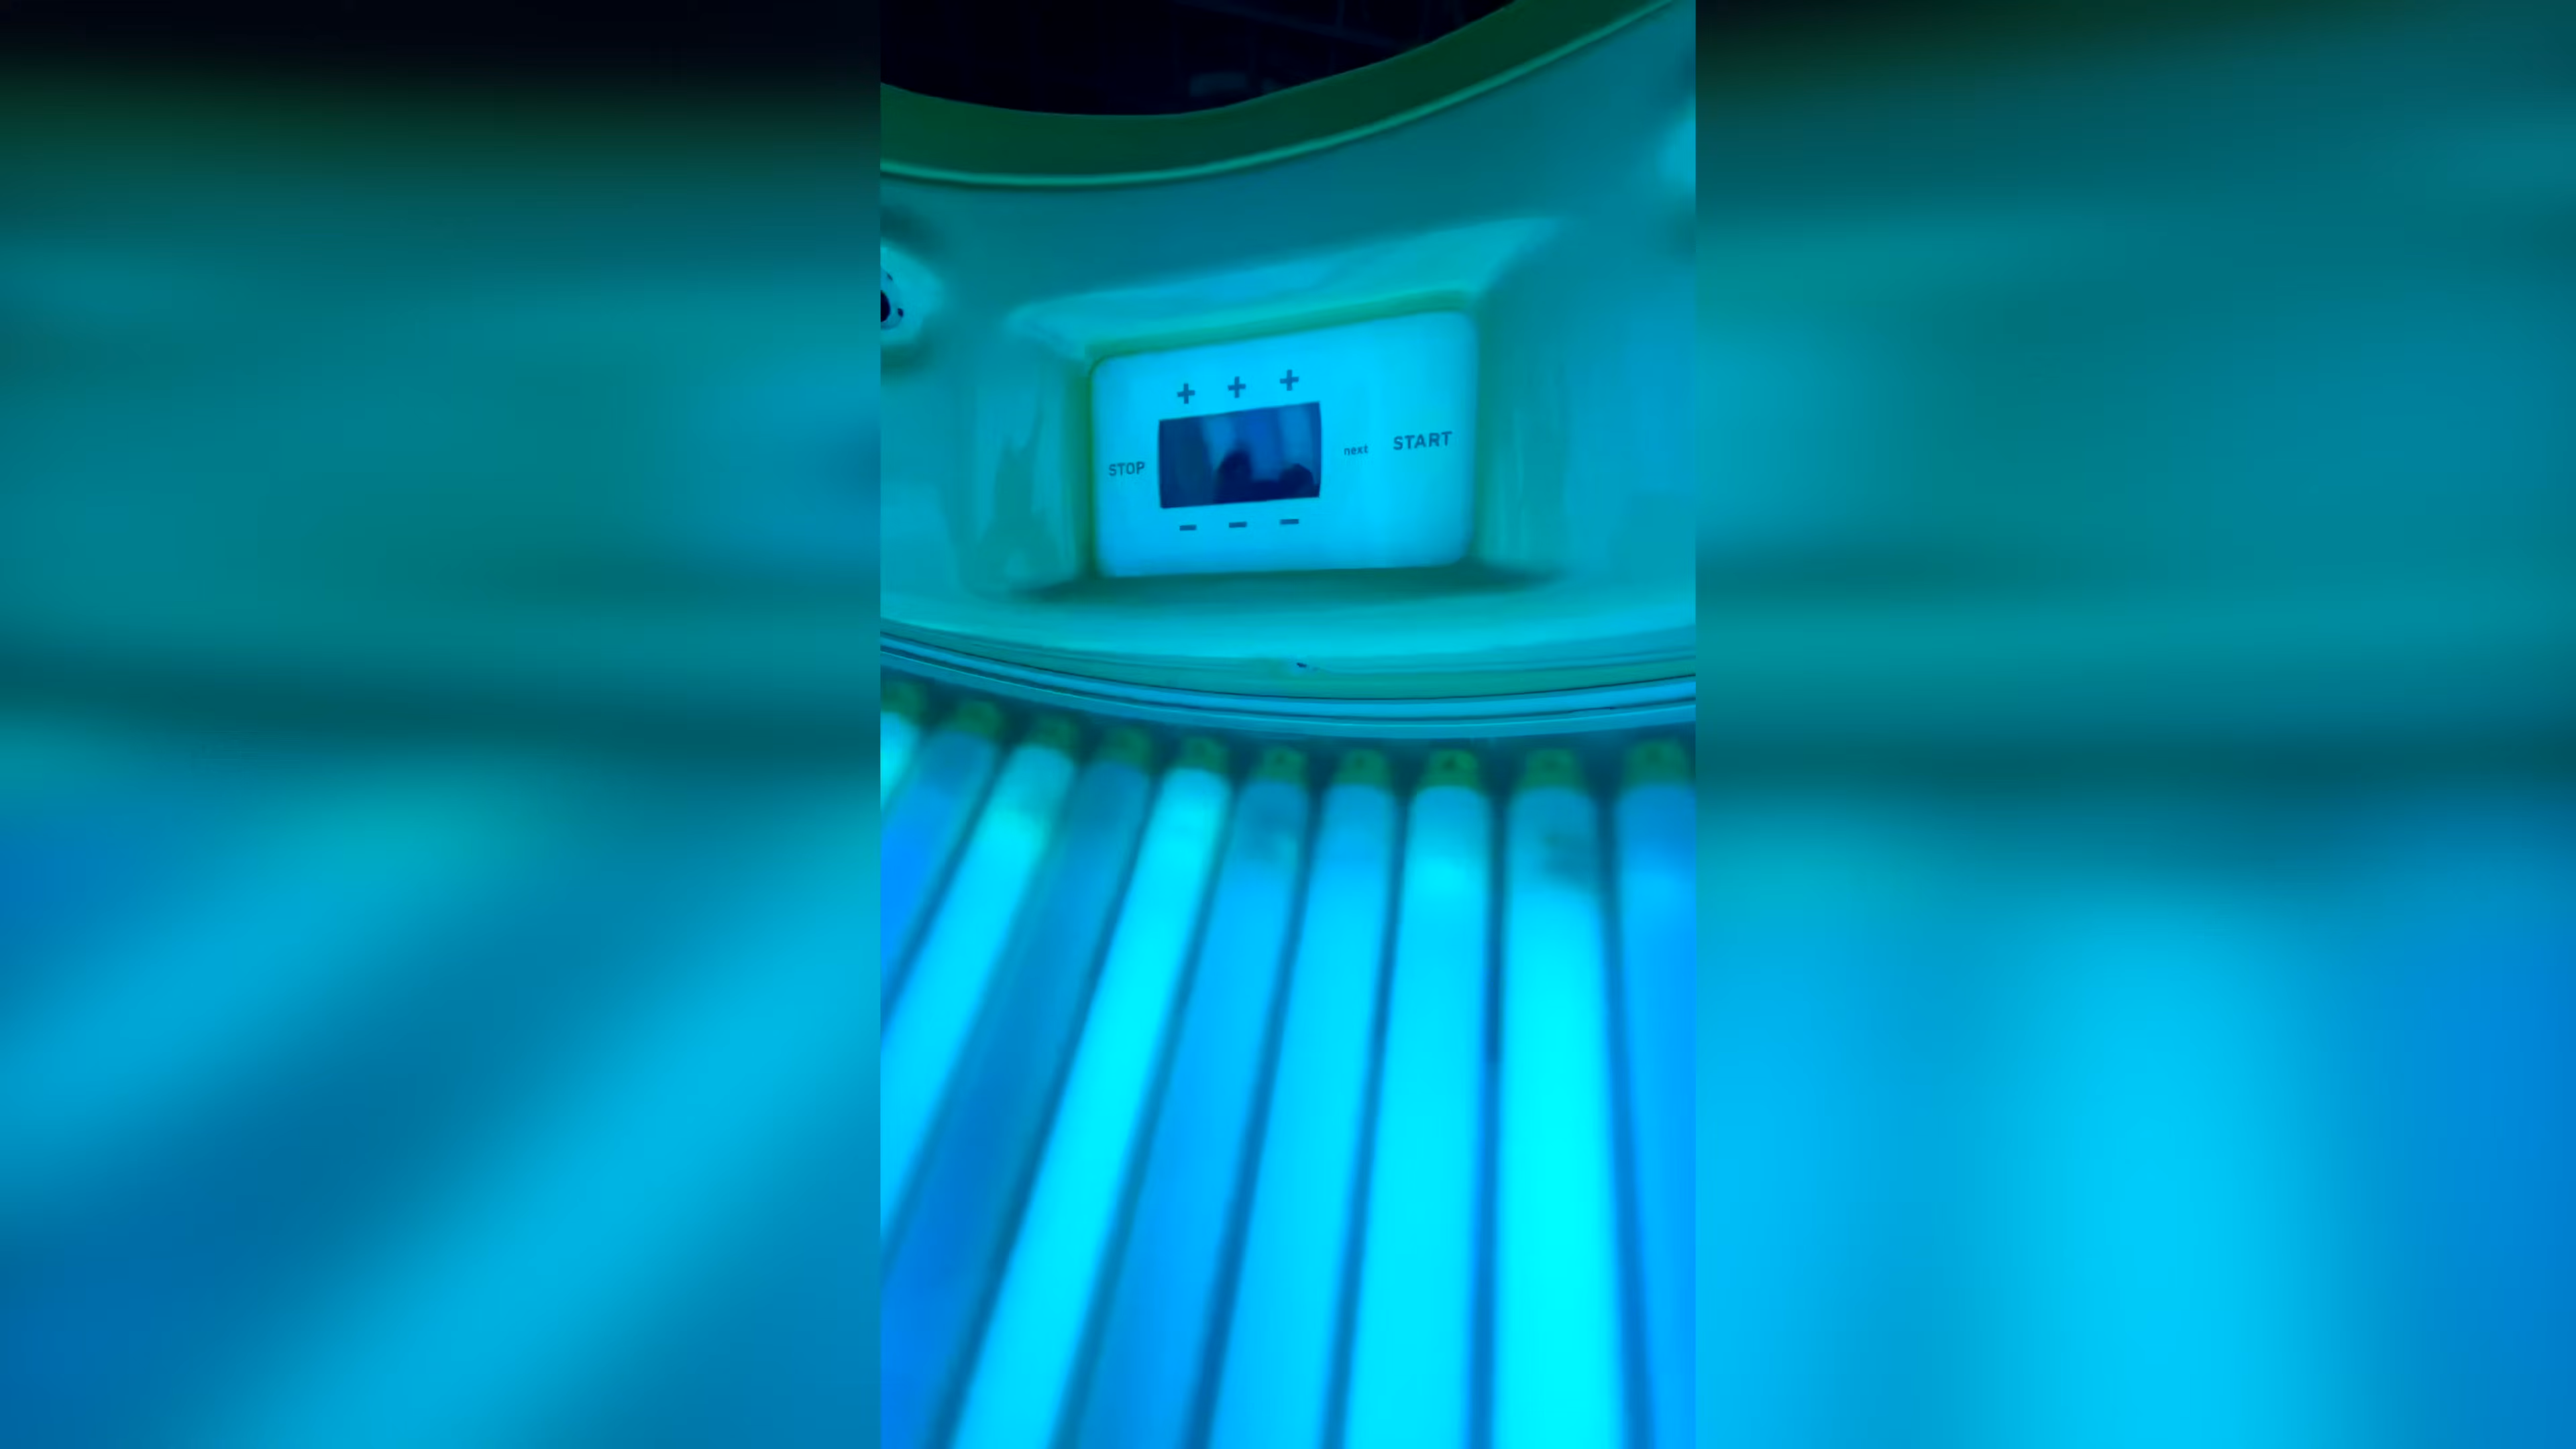 + + +
STOP next START
- - -